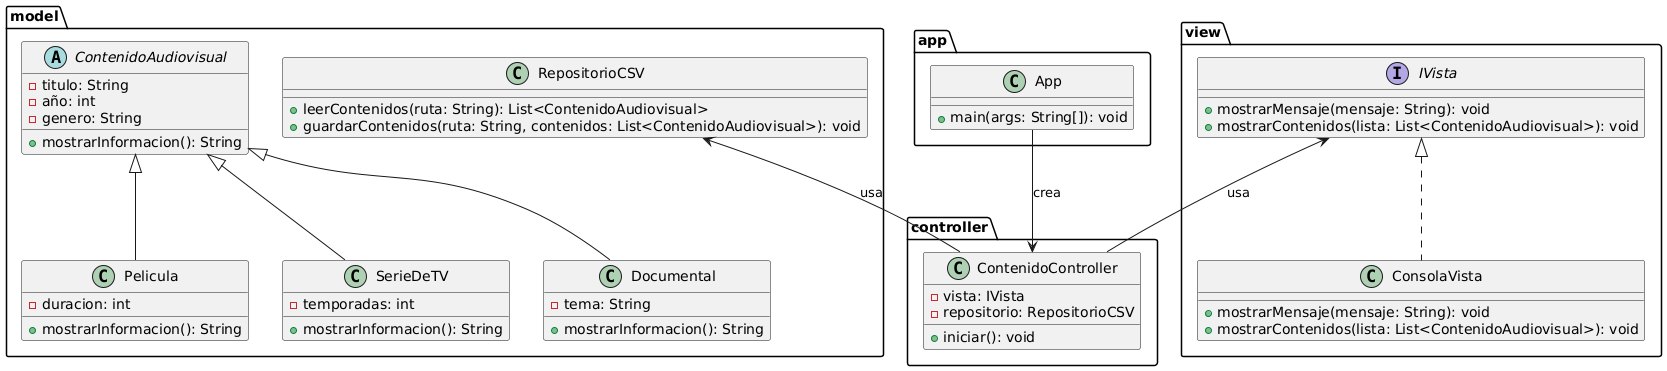 model
A ContenidoAudiovisual
titulo: String
año: int
genero: String
mostrarInformacion(): String
C RepositorioCSV
leerContenidos(ruta: String): List<ContenidoAudiovisual>
guardarContenidos(ruta: String, contenidos: List<ContenidoAudiovisual>): void
C Pelicula
duracion: int
mostrarInformacion(): String
C SerieDeTV
temporadas: int
mostrarInformacion(): String
C Documental
tema: String
mostrarInformacion(): String
app
C App
main(args: String[]): void
usa
crea
usa
controller
C ContenidoController
vista: IVista
repositorio: RepositorioCSV
iniciar(): void
view
I IVista
mostrarMensaje(mensaje: String): void
mostrarContenidos(lista: List<ContenidoAudiovisual>): void
C ConsolaVista
mostrarMensaje(mensaje: String): void
mostrarContenidos(lista: List<ContenidoAudiovisual>): void